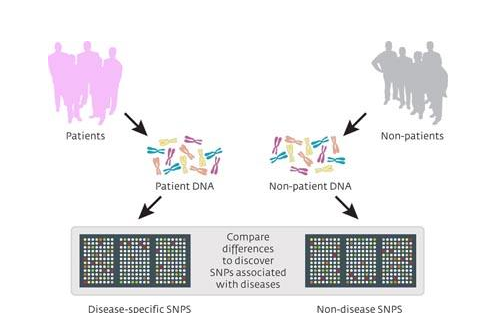 Patients
Non-patients
Patient DNA
Non-patient DNA
Compare
differences
to discover
SNPs associated
with diseases
Disease-specific SNPS
Non-disease SNPS